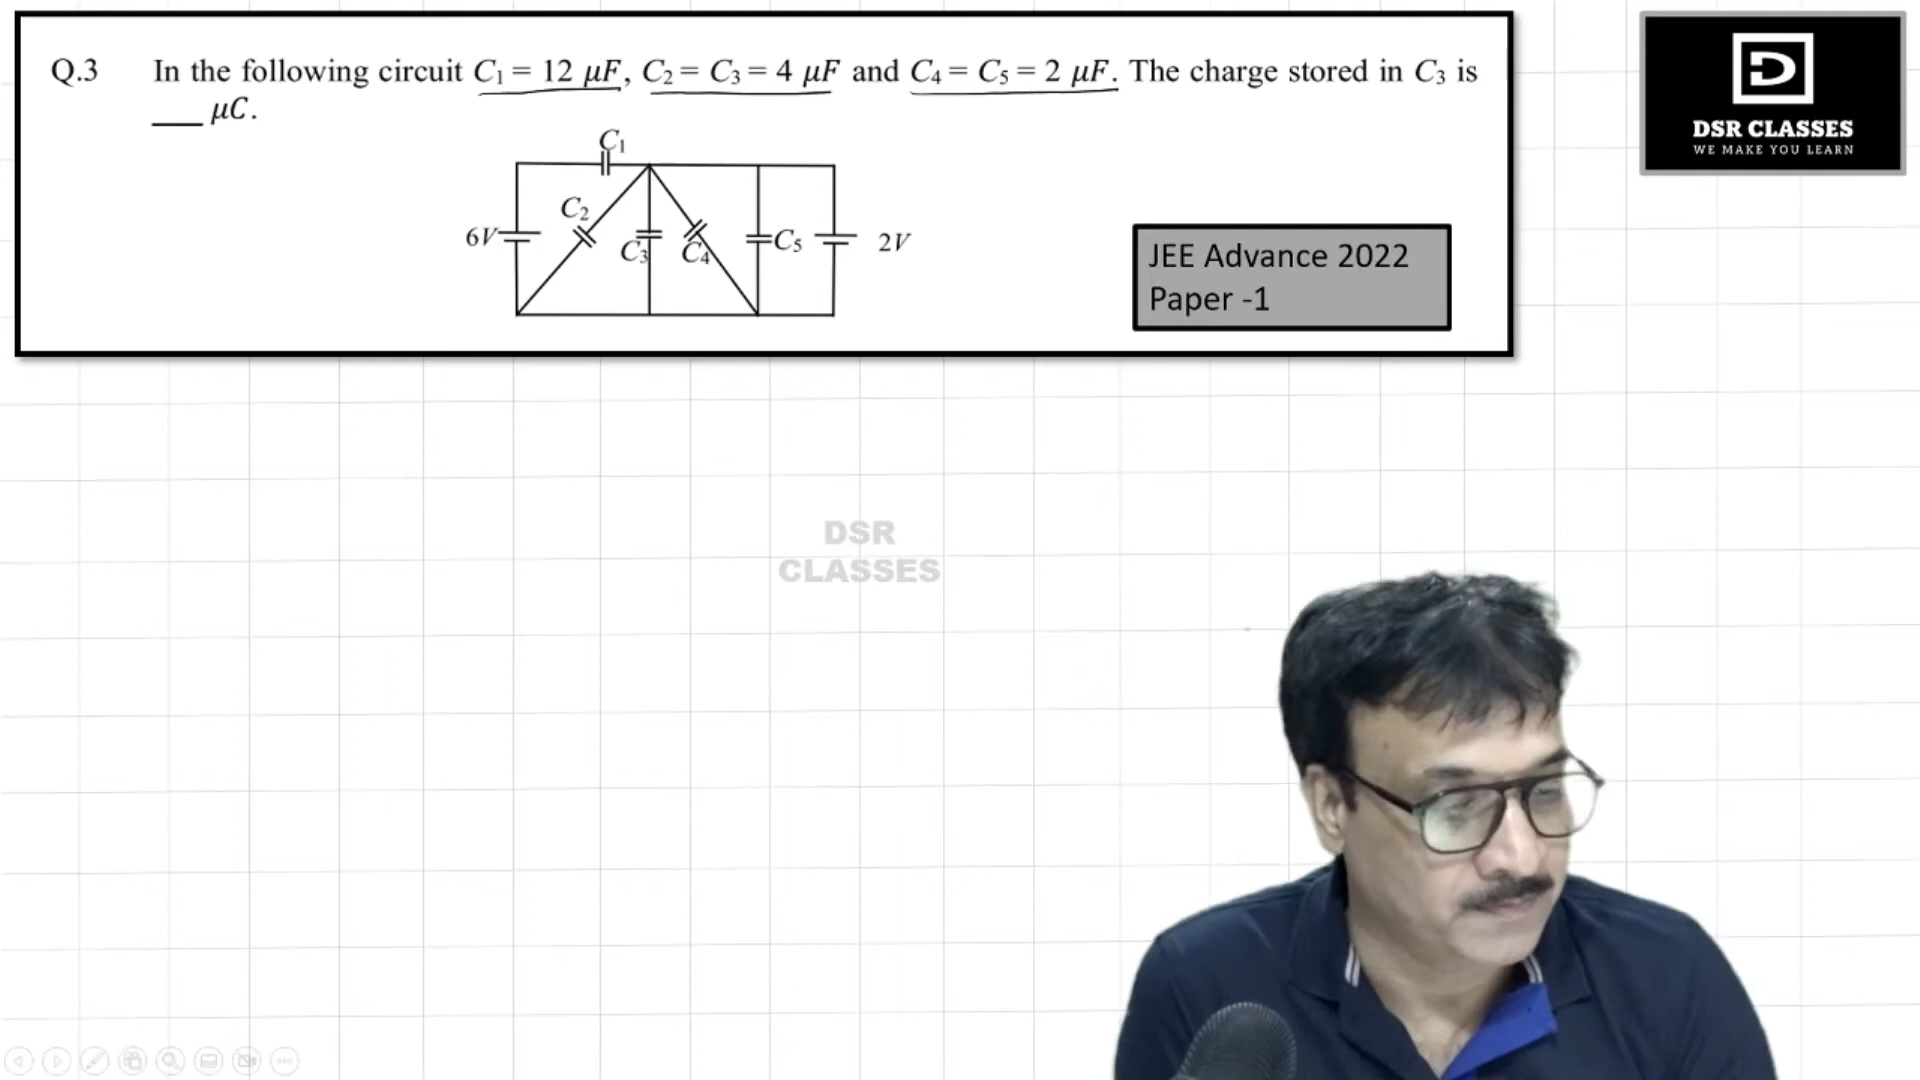 Q.3 In the following circuit C₁ = 12 μF, C₂ = C₃ = 4 μF and C₄ = C₅ = 2 μF. The charge stored in C₃ is
___ μC.
C₁
C₂
6V
C₃
C₄
C₅
2V
JEE Advance 2022
Paper -1
DSR CLASSES
WE MAKE YOU LEARN
DSR
CLASSES